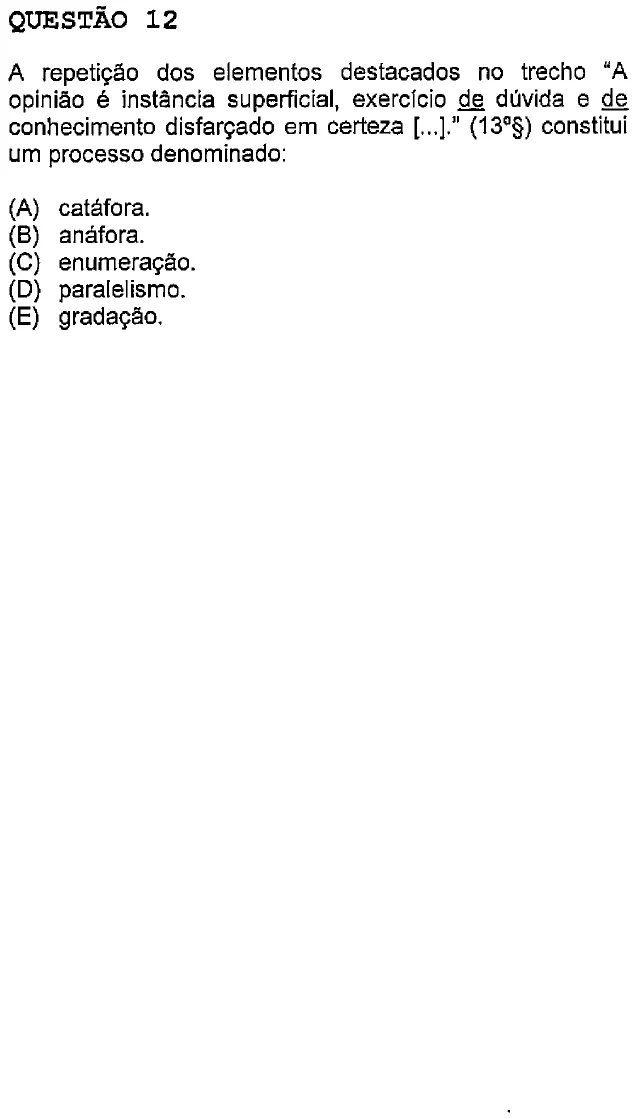 QUESTÃO 12
A repetição dos elementos destacados no trecho "A
opinião é instância superficial, exercício de dúvida e de
conhecimento disfarçado em certeza [...]." (13º§) constitui
um processo denominado:
(A) catáfora.
(B) anáfora.
(C) enumeração.
(D) paralelismo.
(E) gradação.